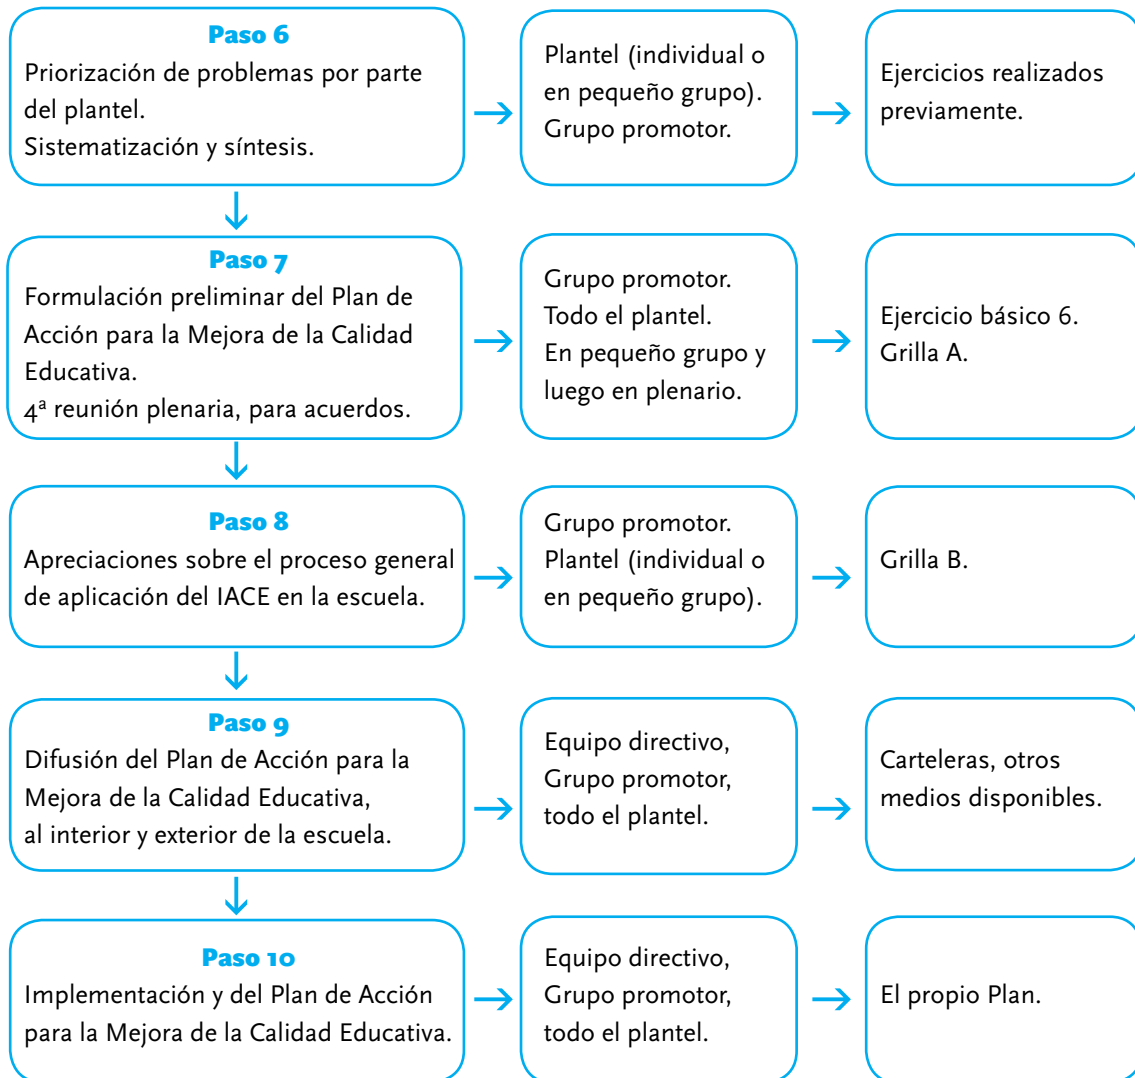 Paso 6
Priorización de problemas por parte
del plantel.
Sistematización y síntesis.
Plantel (individual o
en pequeño grupo).
Grupo promotor.
Ejercicios realizados
previamente.
Paso 7
Formulación preliminar del Plan de
Acción para la Mejora de la Calidad
Educativa.
4ª reunión plenaria, para acuerdos.
Grupo promotor.
Todo el plantel.
En pequeño grupo y
luego en plenario.
Ejercicio básico 6.
Grilla A.
Paso 8
Apreciaciones sobre el proceso general
de aplicación del IACE en la escuela.
Grupo promotor.
Plantel (individual o
en pequeño grupo).
Grilla B.
Paso 9
Difusión del Plan de Acción para la
Mejora de la Calidad Educativa,
al interior y exterior de la escuela.
Equipo directivo,
Grupo promotor,
todo el plantel.
Carteleras, otros
medios disponibles.
Paso 10
Implementación y del Plan de Acción
para la Mejora de la Calidad Educativa.
Equipo directivo,
Grupo promotor,
todo el plantel.
El propio Plan.